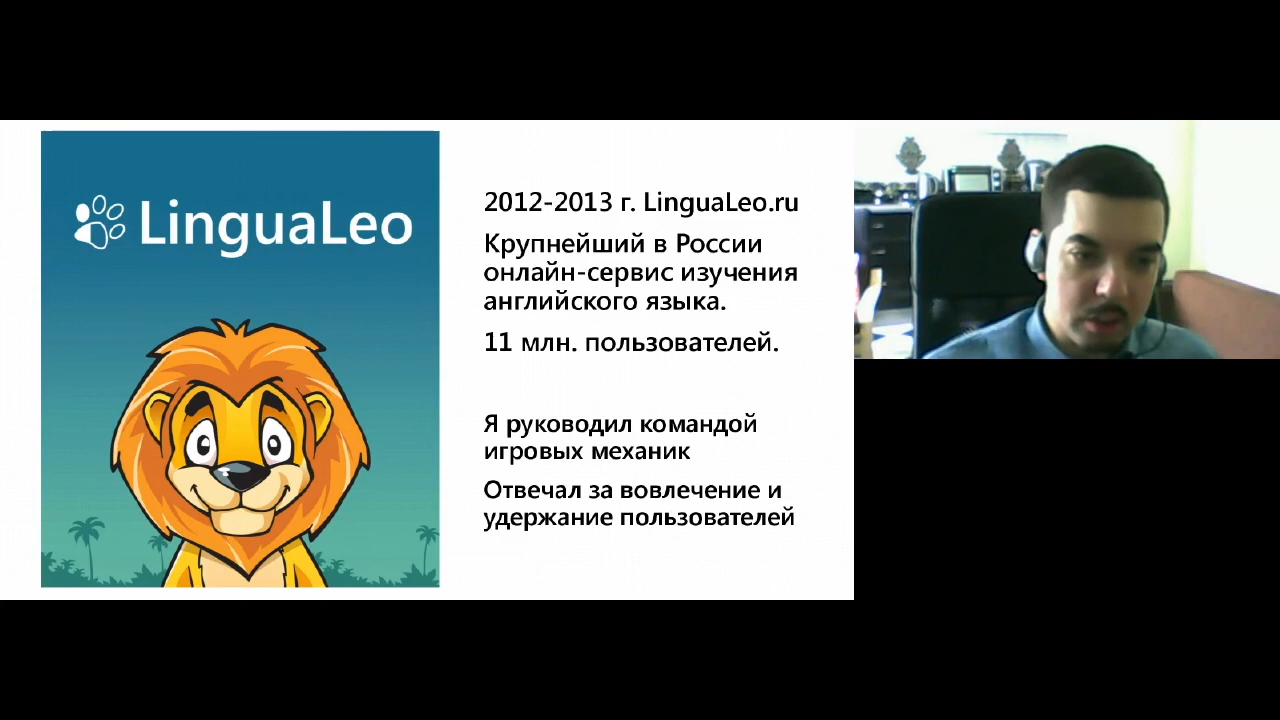 LinguaLeo
2012-2013 г. LinguaLeo.ru
Крупнейший в России
онлайн-сервис изучения
английского языка.
11 млн. пользователей.
Я руководил командой
игровых механик
Отвечал за вовлечение и
удержание пользователей